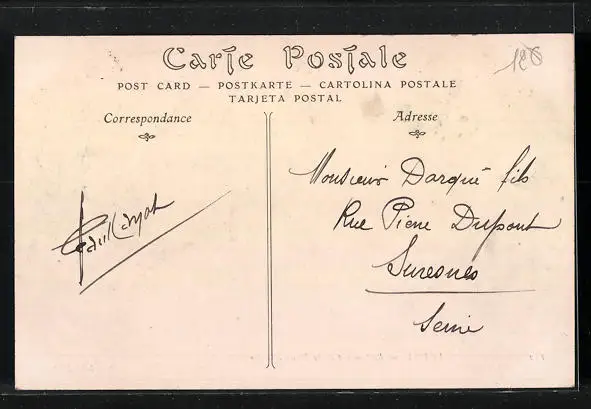 Carte Postale
POST CARD — POSTKARTE — CARTOLINA POSTALE
TARJETA POSTAL
Correspondance
Adresse
Monsieur Darqué fils
Rue Pierre Dupont
Suresnes
Seine